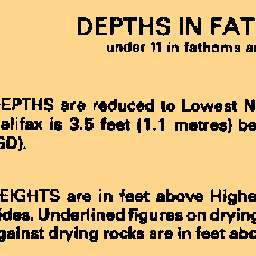 DEPTHS IN FAT
under 11 in fathoms a
EPTHS are reduced to Lowest N
alifax is 3.5 feet (1.1 metres) be
GD).
EIGHTS are in feet above Highe
ides. Underlined figures on drying
gainst drying rocks are in feet abo